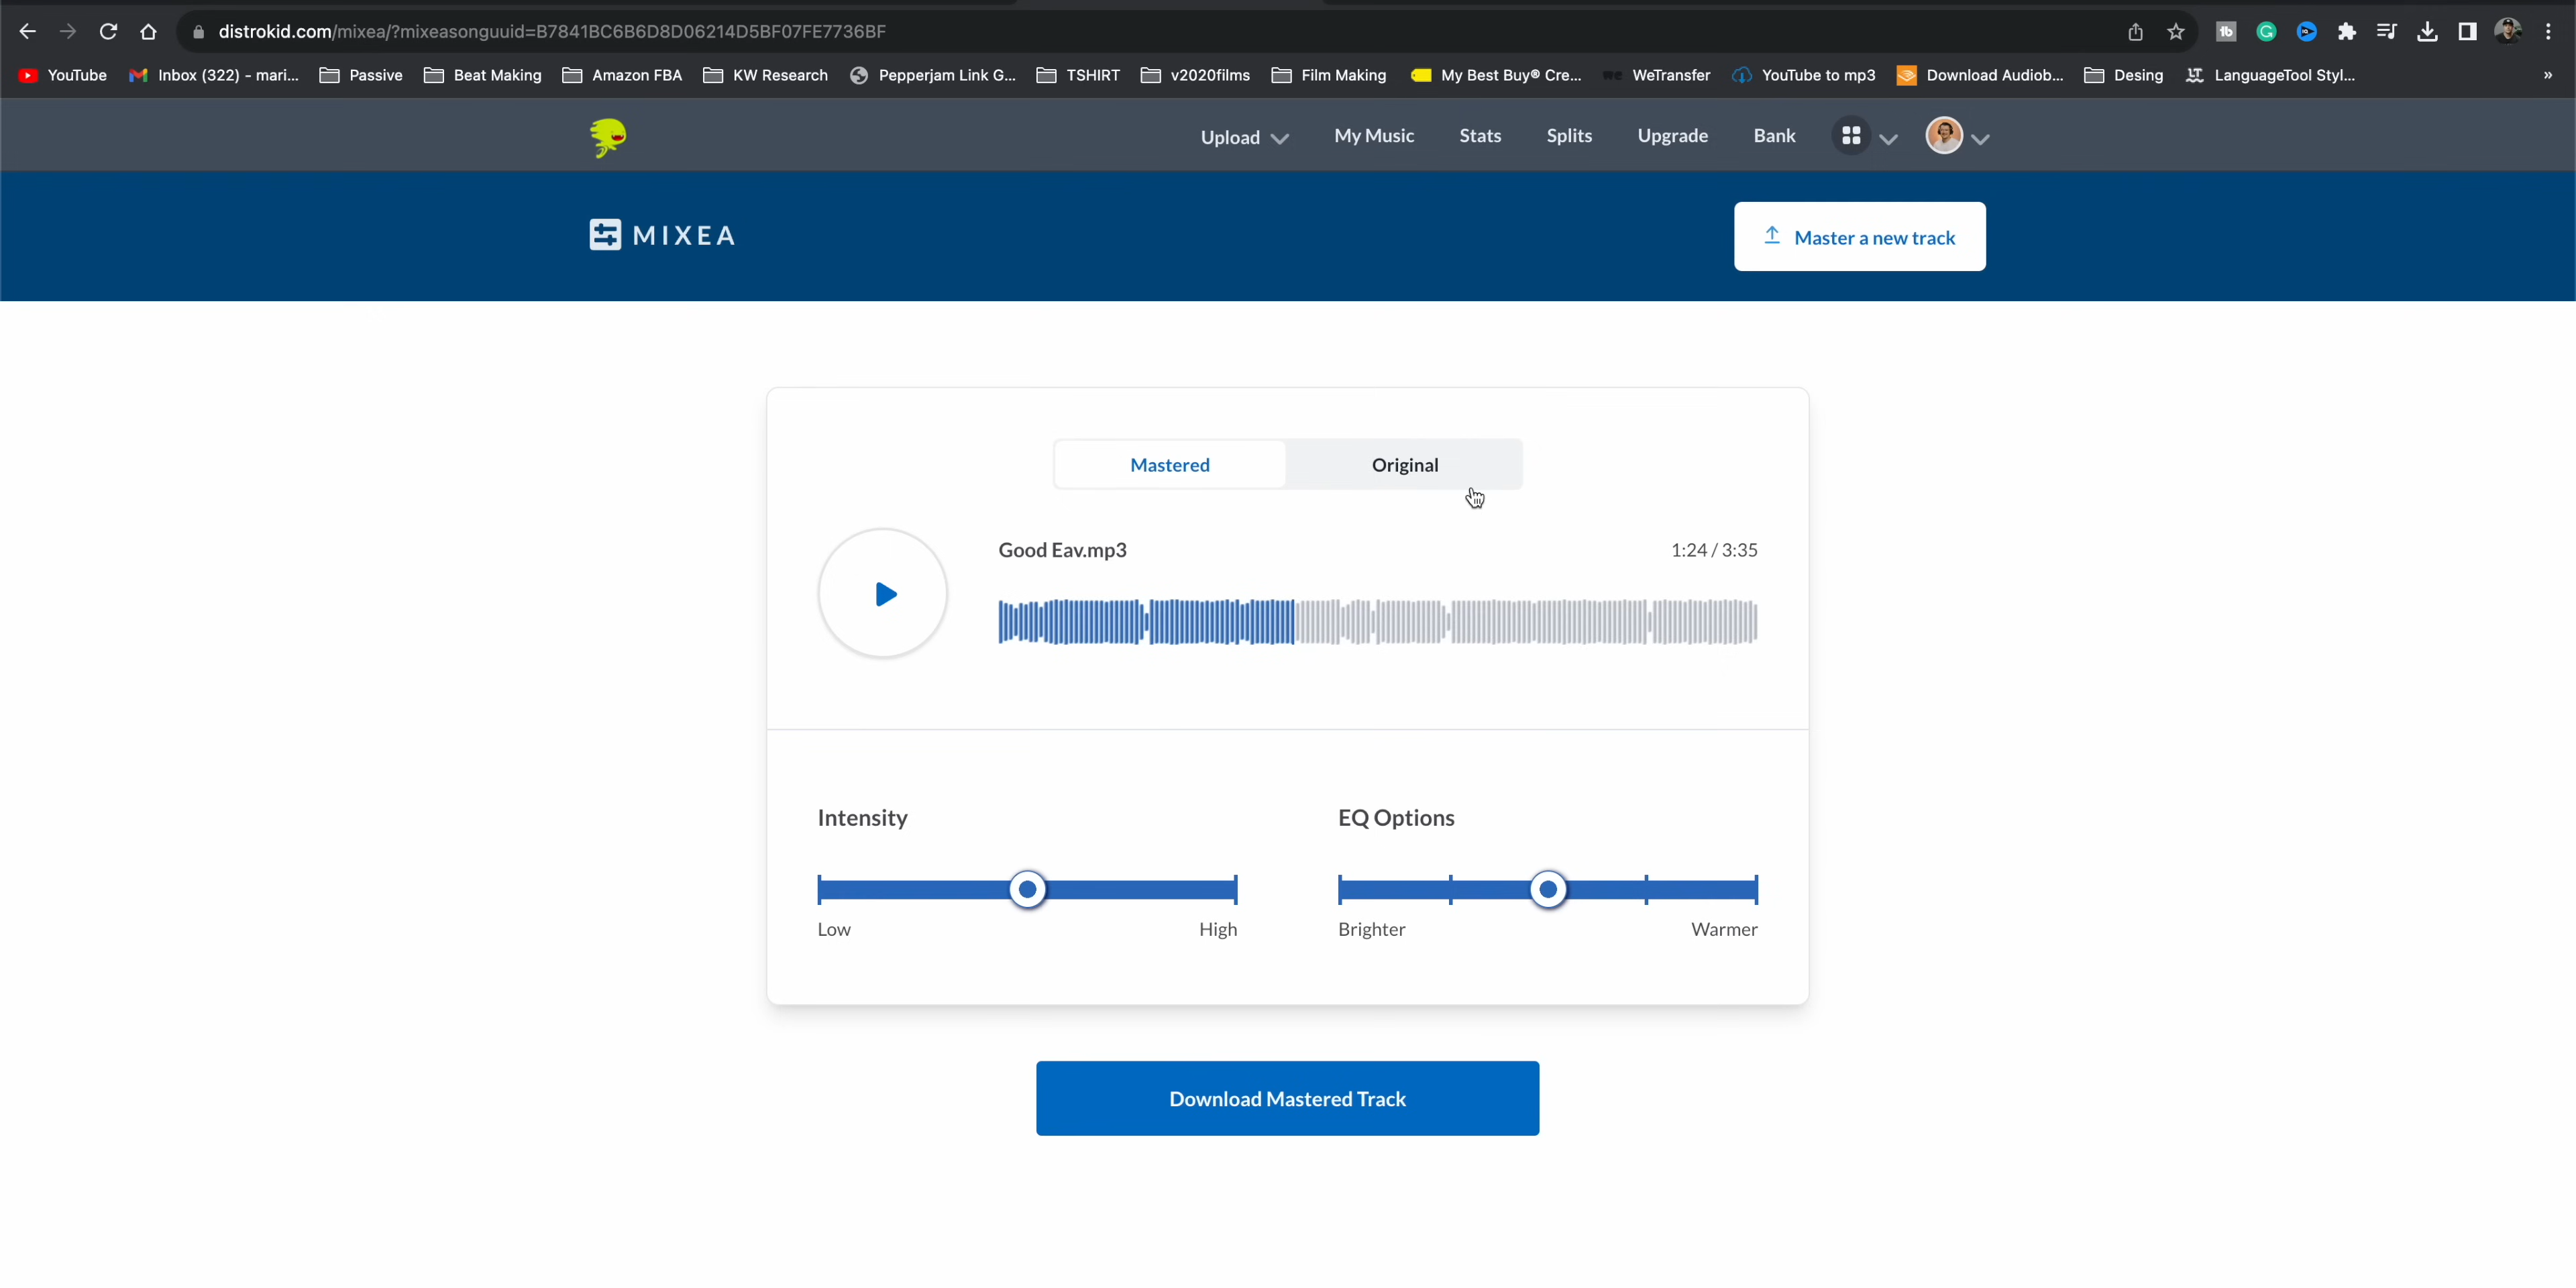 distrokid.com/mixea/?mixeasonguuid=B7841BC6B6D8D06214D5BF07FE7736BF
YouTube Inbox (322) - mari... Passive Beat Making Amazon FBA KW Research Pepperjam Link G... TSHIRT v2020films Film Making My Best Buy® Cre... WeTransfer YouTube to mp3 Download Audiob... Desing LanguageTool Styl... »
Upload My Music Stats Splits Upgrade Bank
MIXEA Master a new track
Mastered Original
Good Eav.mp3 1:24 / 3:35
Intensity EQ Options
Low High Brighter Warmer
Download Mastered Track